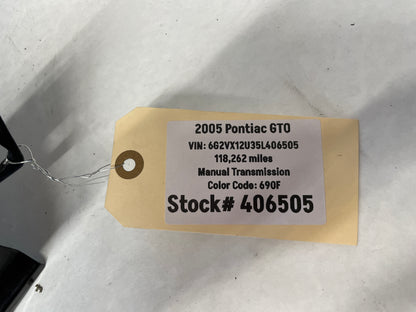 2005 Pontiac GTO
VIN: 6G2VX12U35L406505
118,262 miles
Manual Transmission
Color Code: 690F
Stock# 406505